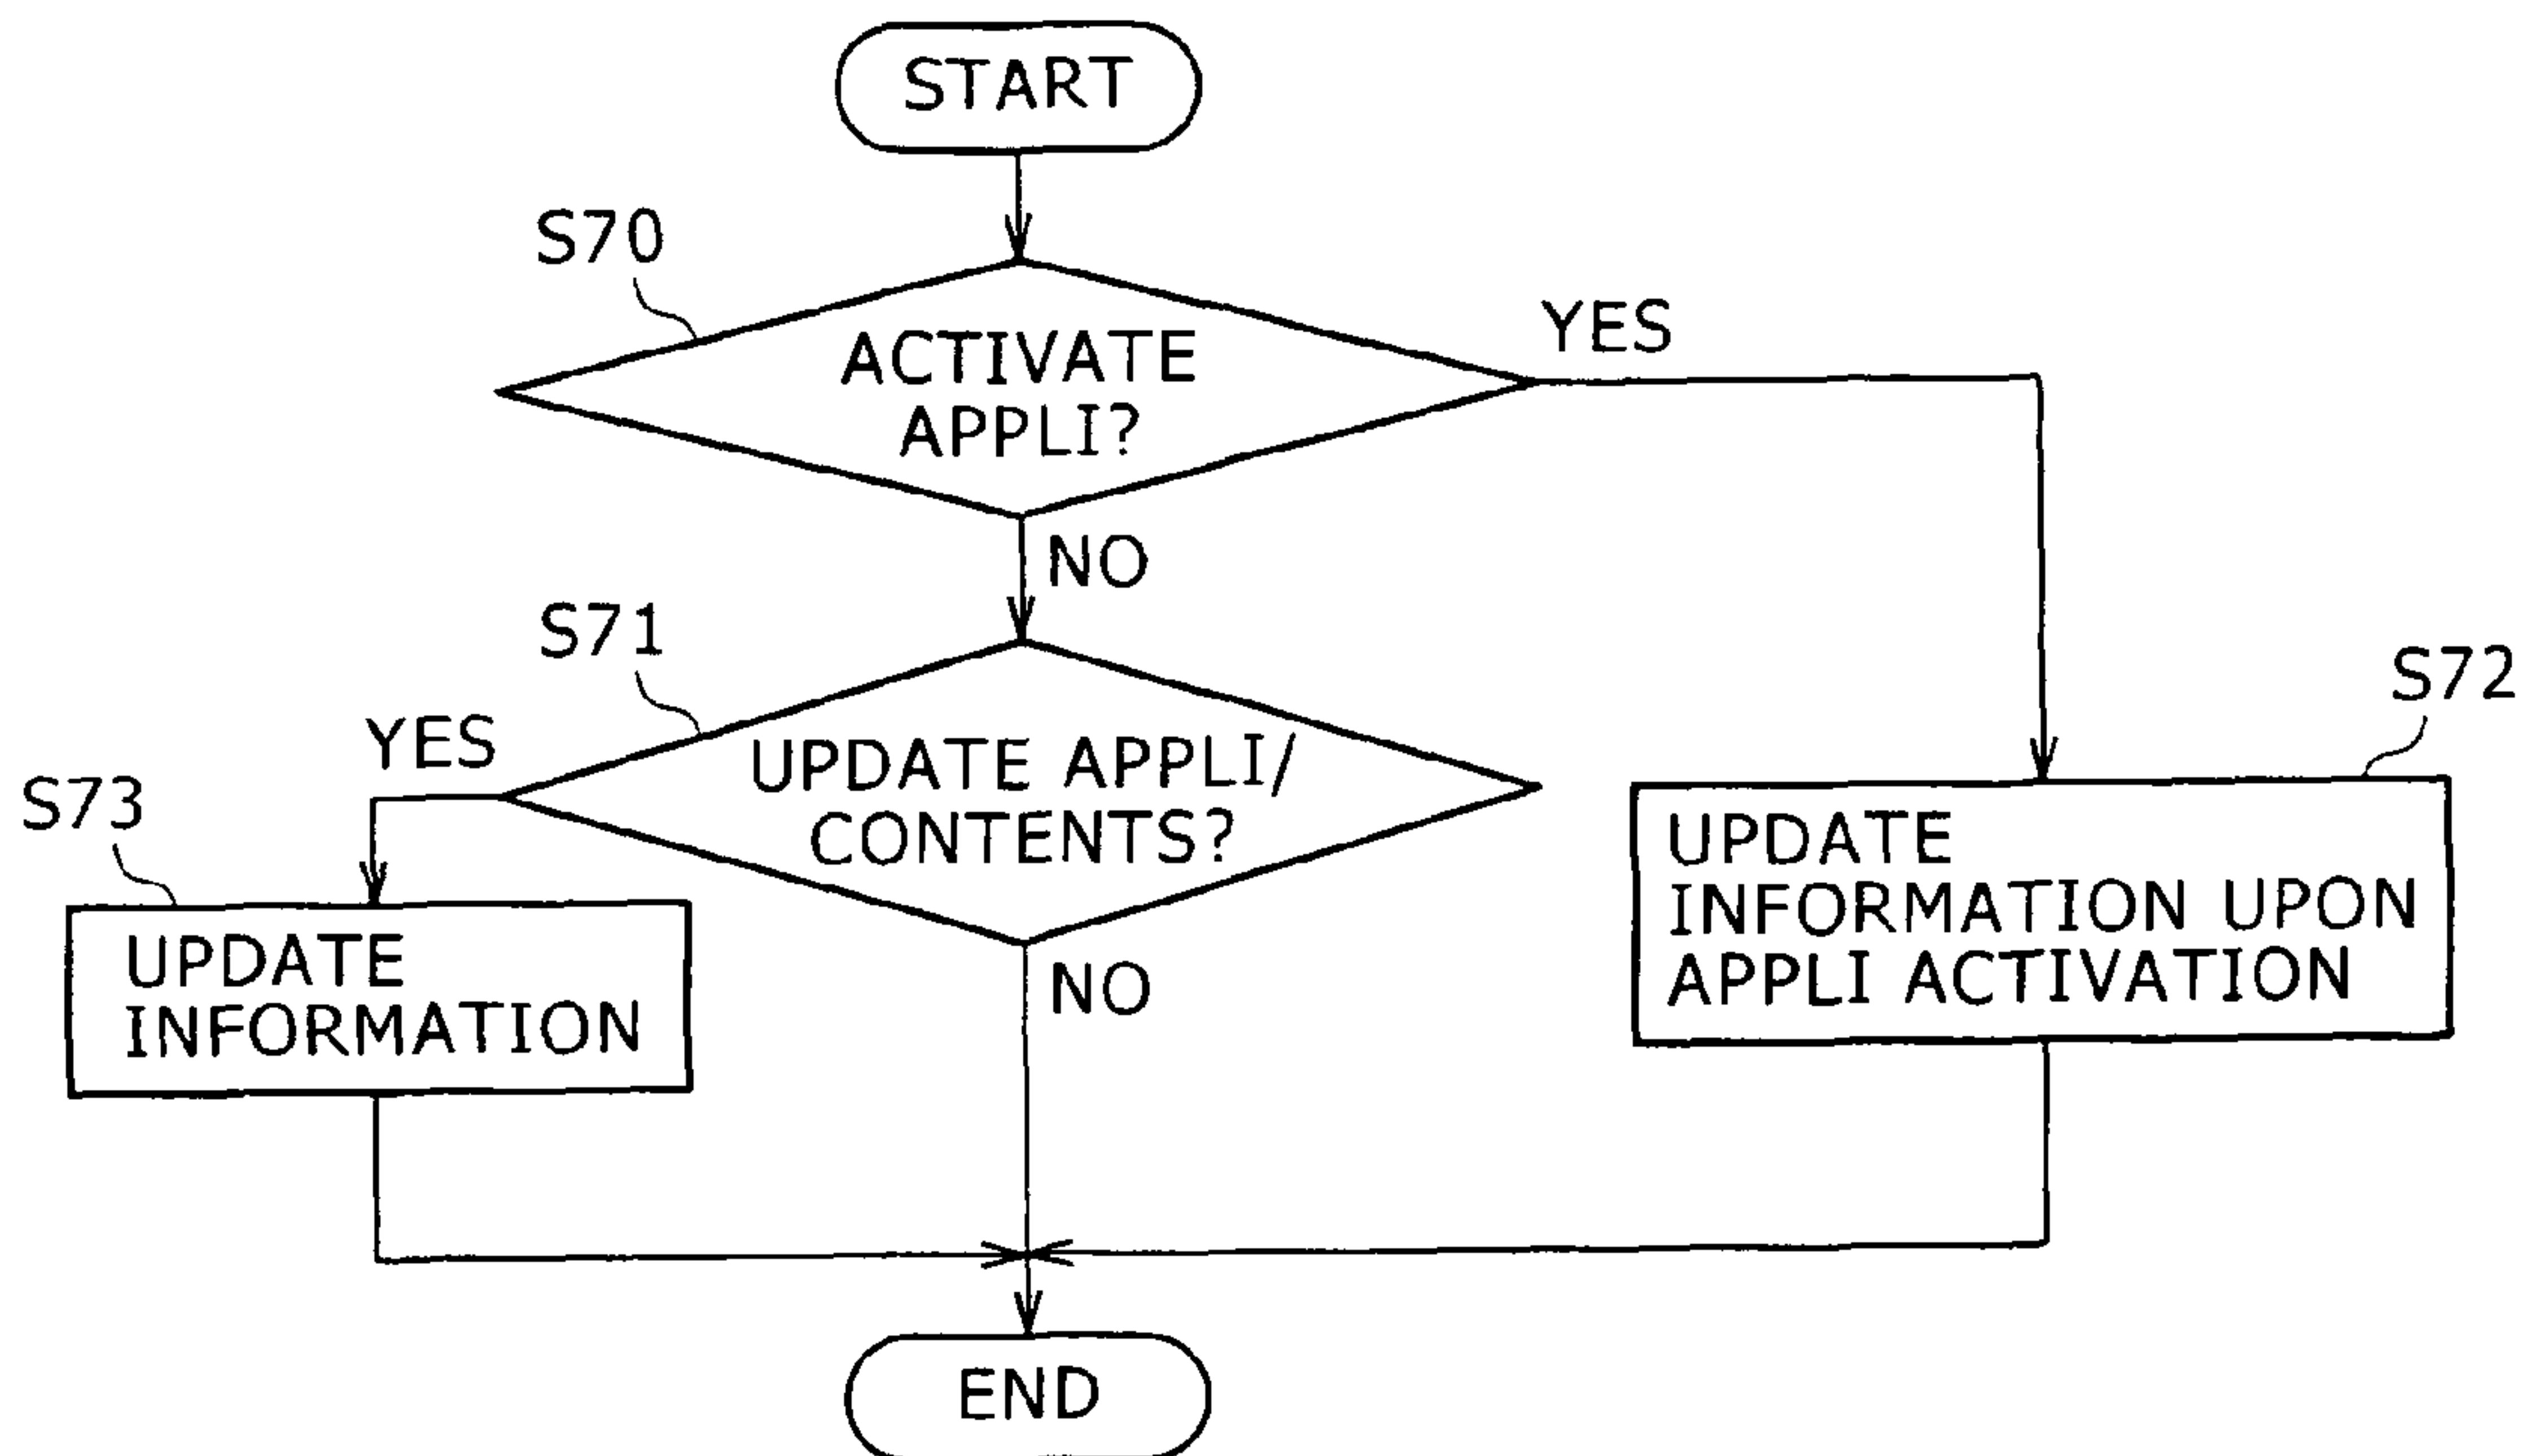 START
S70
YES
ACTIVATE
APPLI?
NO
S71
S72
YES
UPDATE APPLI/
CONTENTS?
S73
UPDATE
INFORMATION UPON
APPLI ACTIVATION
UPDATE
INFORMATION
NO
END